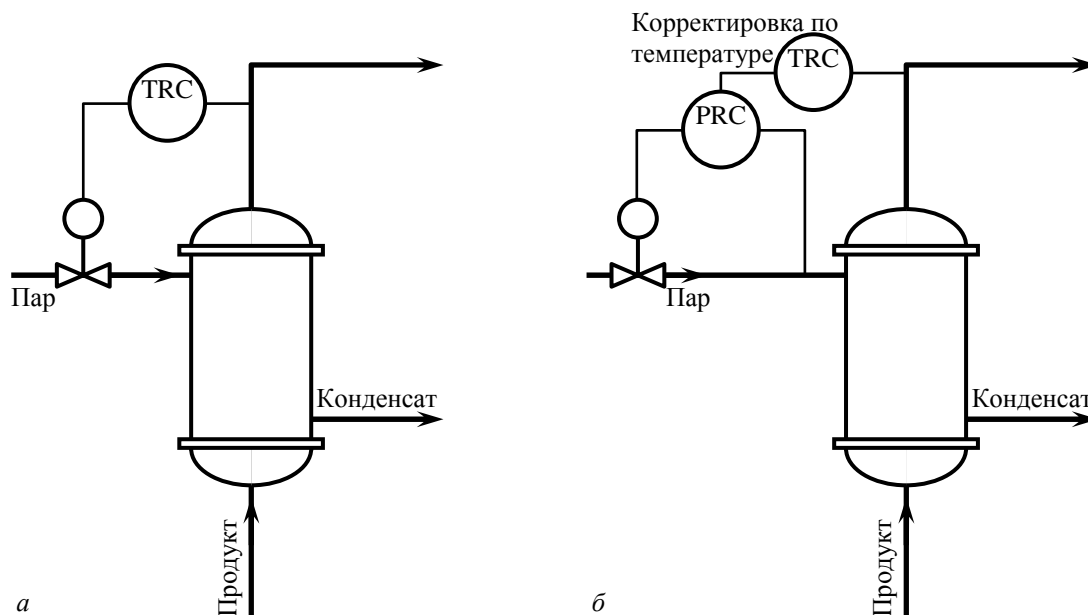 TRC
Пар
Конденсат
Продукт
а
Корректировка по
температуре
TRC
PRC
Пар
Конденсат
Продукт
б